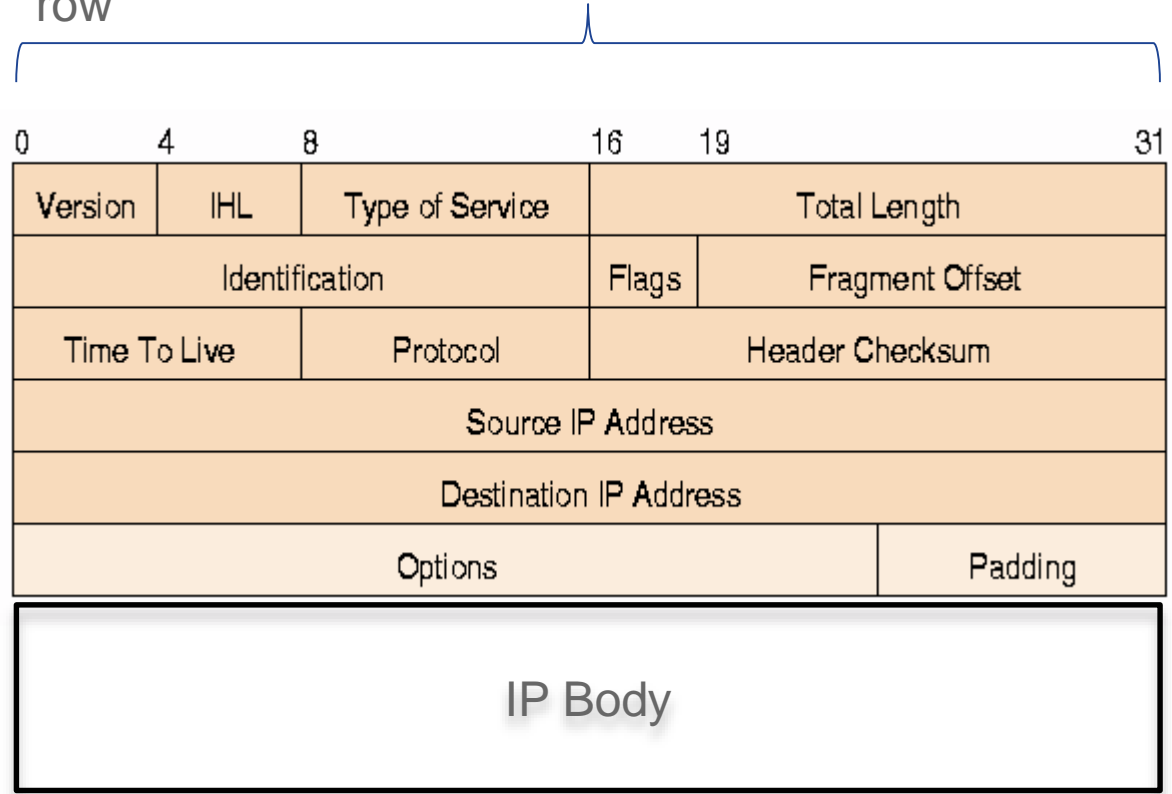 row
0 4 8 16 19 31
Version IHL Type of Service Total Length
Identification Flags Fragment Offset
Time To Live Protocol Header Checksum
Source IP Address
Destination IP Address
Options Padding
IP Body